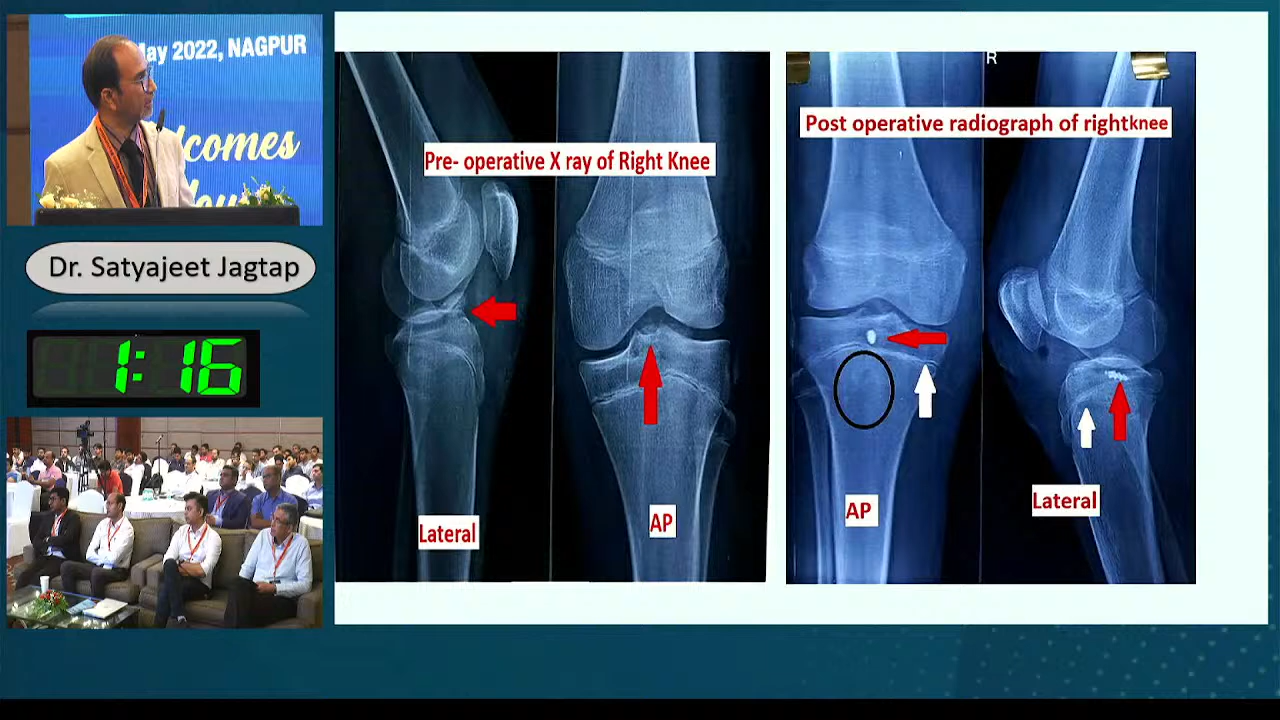 May 2022, NAGPUR
Dr. Satyajeet Jagtap
1:16
Pre- operative X ray of Right Knee
Lateral
AP
R
Post operative radiograph of rightknee
AP
Lateral